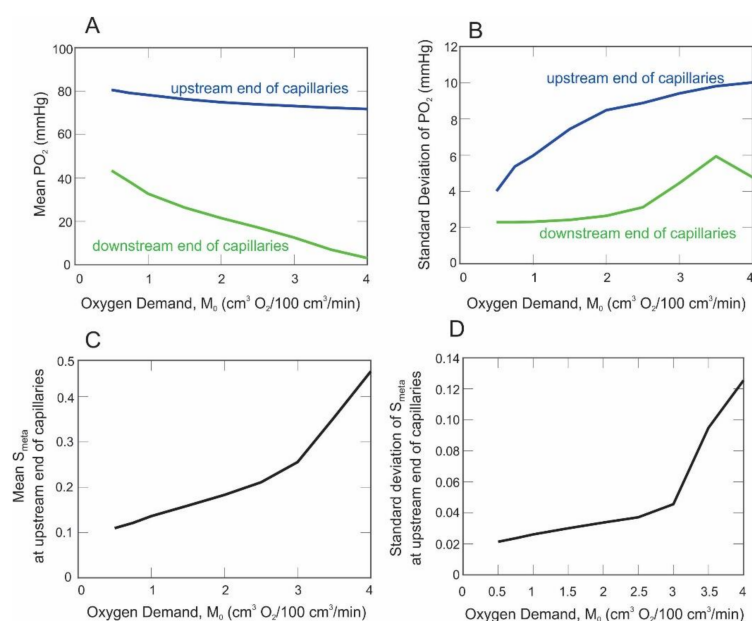 A
Mean PO₂ (mmHg)
100
80
60
40
20
0
upstream end of capillaries
downstream end of capillaries
0 1 2 3 4
Oxygen Demand, M₀ (cm³ O₂/100 cm³/min)
B
Standard Deviation of PO₂ (mmHg)
12
10
8
6
4
2
0
upstream end of capillaries
downstream end of capillaries
0 1 2 3 4
Oxygen Demand, M₀ (cm³ O₂/100 cm³/min)
C
Mean Smeta
at upstream end of capillaries
0.5
0.4
0.3
0.2
0.1
0
0 1 2 3 4
Oxygen Demand, M₀ (cm³ O₂/100 cm³/min)
D
Standard deviation of Smeta
at upstream end of capillaries
0.14
0.12
0.10
0.08
0.06
0.04
0.02
0
0 0.5 1 1.5 2 2.5 3 3.5 4
Oxygen Demand, M₀ (cm³ O₂/100 cm³/min)